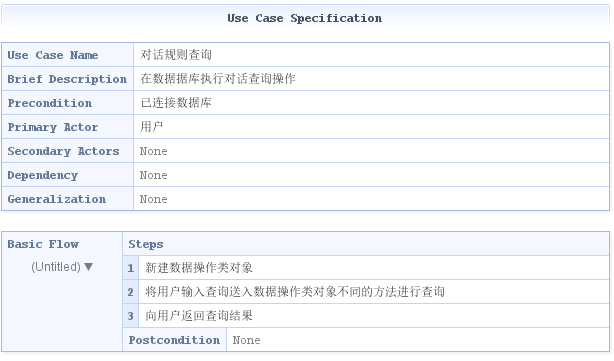 Use Case Specification
Use Case Name 对话规则查询
Brief Description 在数据据库执行对话查询操作
Precondition 已连接数据库
Primary Actor 用户
Secondary Actors None
Dependency None
Generalization None
Basic Flow Steps
(Untitled) ▼
1 新建数据操作类对象
2 将用户输入查询送入数据操作类对象不同的方法进行查询
3 向用户返回查询结果
Postcondition None